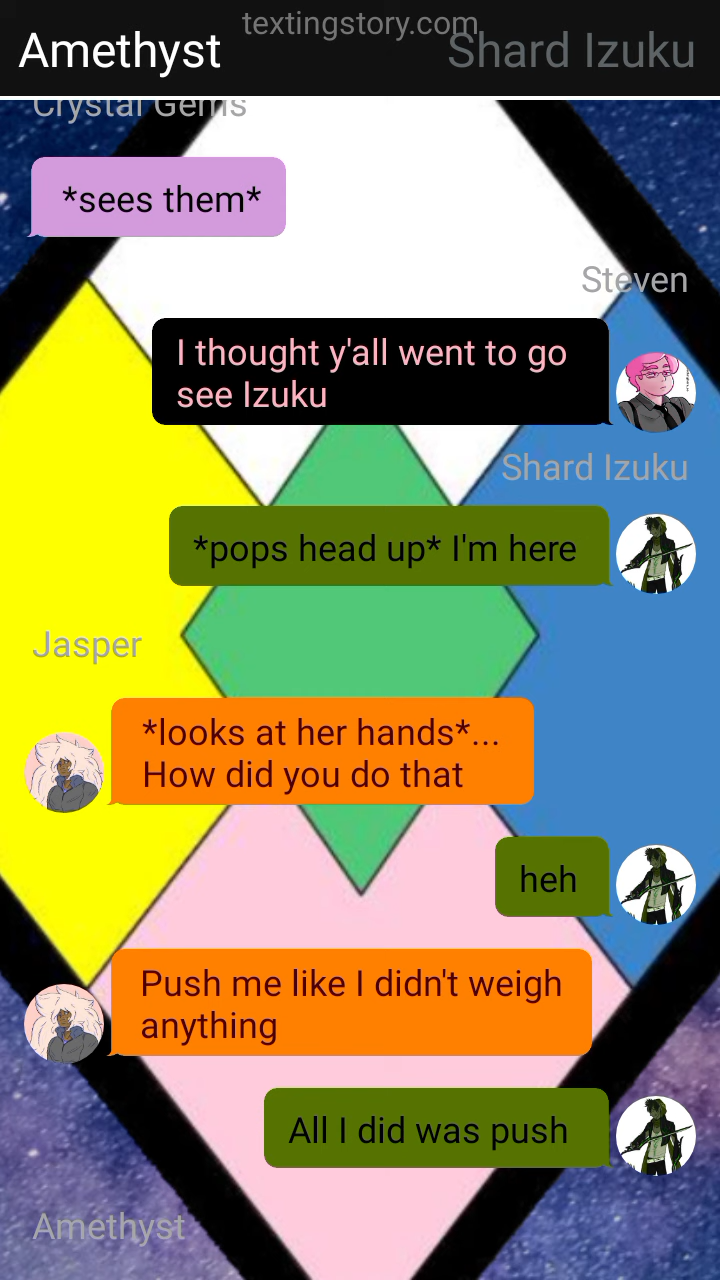 textingstory.com
Amethyst
Shard Izuku
Crystal Gems
*sees them*
Steven
I thought y'all went to go
see Izuku
Shard Izuku
*pops head up* I'm here
Jasper
*looks at her hands*...
How did you do that
heh
Push me like I didn't weigh
anything
All I did was push
Amethyst